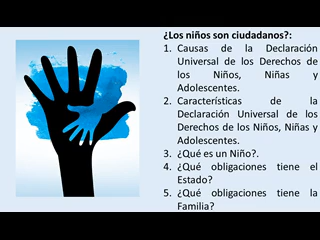 ¿Los niños son ciudadanos?:
1. Causas de la Declaración
Universal de los Derechos de
los Niños, Niñas y
Adolescentes.
2. Características de la
Declaración Universal de los
Derechos de los Niños, Niñas y
Adolescentes.
3. ¿Qué es un Niño?.
4. ¿Qué obligaciones tiene el
Estado?
5. ¿Qué obligaciones tiene la
Familia?